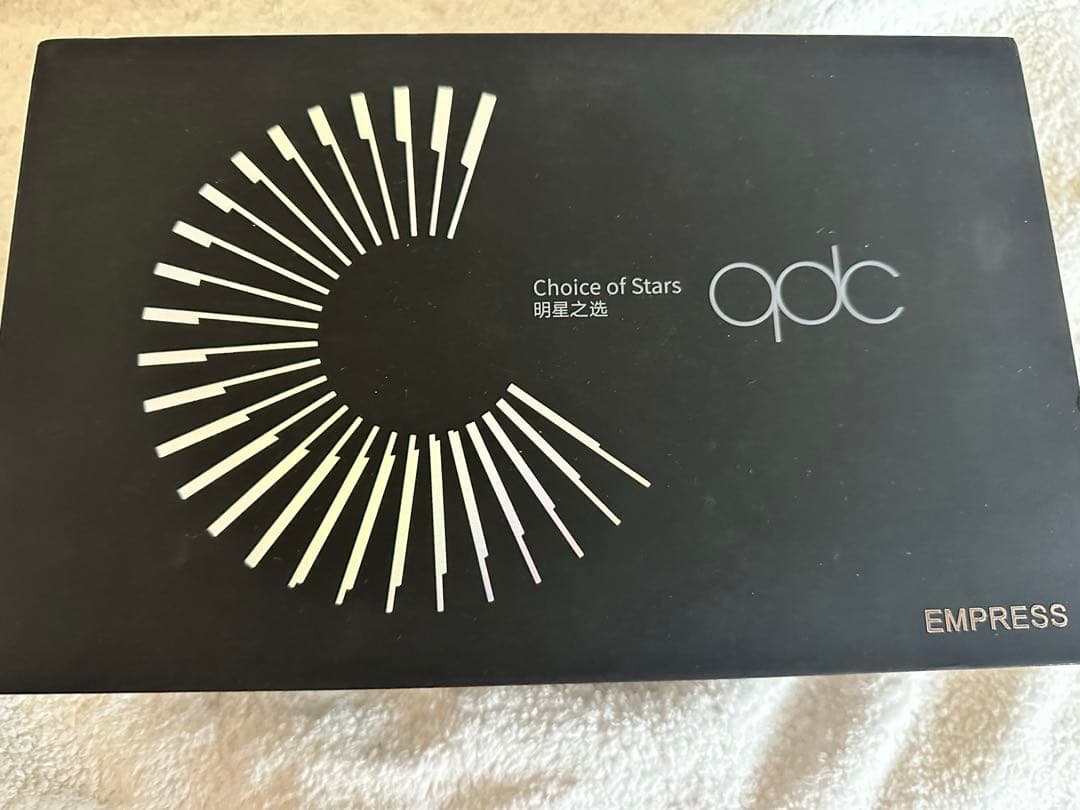 Choice of Stars
明星之选
qdc
EMPRESS